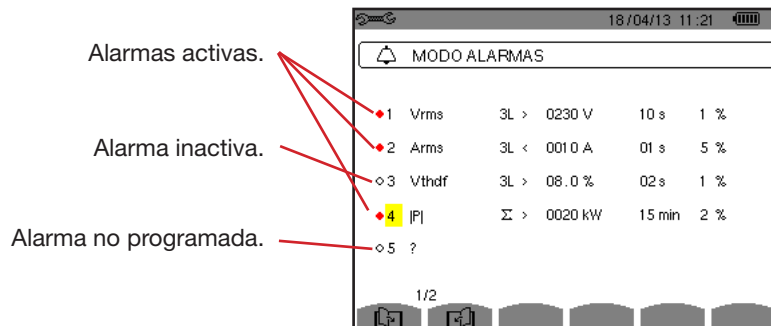 18/04/13 11:21
MODO ALARMAS
Alarmas activas.
1 Vrms 3L > 0230 V 10 s 1 %
2 Arms 3L < 0010 A 01 s 5 %
Alarma inactiva.
3 Vthdf 3L > 08.0 % 02 s 1 %
4 |P| Σ > 0020 kW 15 min 2 %
Alarma no programada.
5 ?
1/2